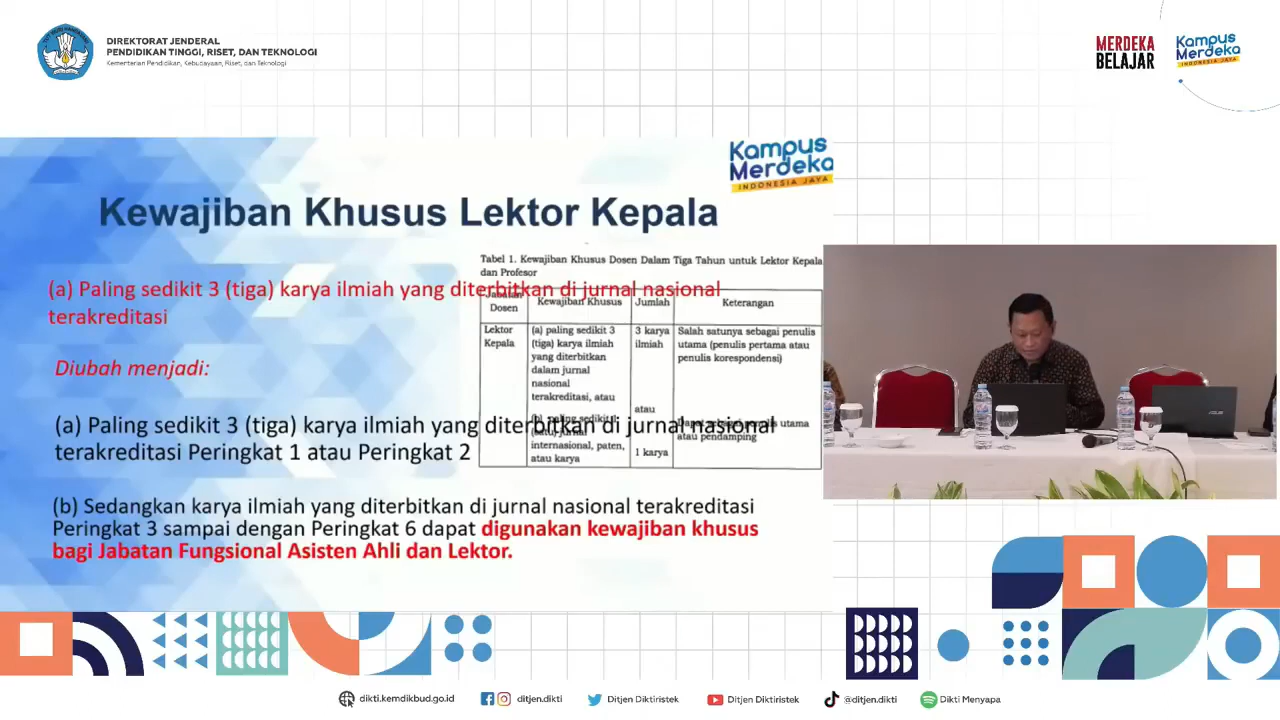 DIREKTORAT JENDERAL
PENDIDIKAN TINGGI, RISET, DAN TEKNOLOGI
Kementerian Pendidikan, Kebudayaan, Riset, dan Teknologi
MERDEKA
BELAJAR
Kampus
Merdeka
INDONESIA JAYA
Kampus
Merdeka
INDONESIA JAYA
Kewajiban Khusus Lektor Kepala
Tabel 1. Kewajiban Khusus Dosen Dalam Tiga Tahun untuk Lektor Kepala
dan Profesor
(a) Paling sedikit 3 (tiga) karya ilmiah yang diterbitkan di jurnal nasional
terakreditasi
Diubah menjadi:
(a) Paling sedikit 3 (tiga) karya ilmiah yang diterbitkan di jurnal nasional
terakreditasi Peringkat 1 atau Peringkat 2
(b) Sedangkan karya ilmiah yang diterbitkan di jurnal nasional terakreditasi
Peringkat 3 sampai dengan Peringkat 6 dapat digunakan kewajiban khusus
bagi Jabatan Fungsional Asisten Ahli dan Lektor.
Dosen
Kewajiban Khusus
Jumlah
Keterangan
Lektor
Kepala
(a) paling sedikit 3
(tiga) karya ilmiah
yang diterbitkan
dalam jurnal
nasional
terakreditasi, atau
(b) paling sedikit
internasional, paten,
atau karya
3 karya
ilmiah
atau
1 karya
Salah satunya sebagai penulis
utama (penulis pertama atau
penulis korespondensi)
Dapat sebagai penulis utama
atau pendamping
dikti.kemdikbud.go.id
ditjen.dikti
Ditjen Diktiristek
Ditjen Diktiristek
@ditjen.dikti
Dikti Menyapa